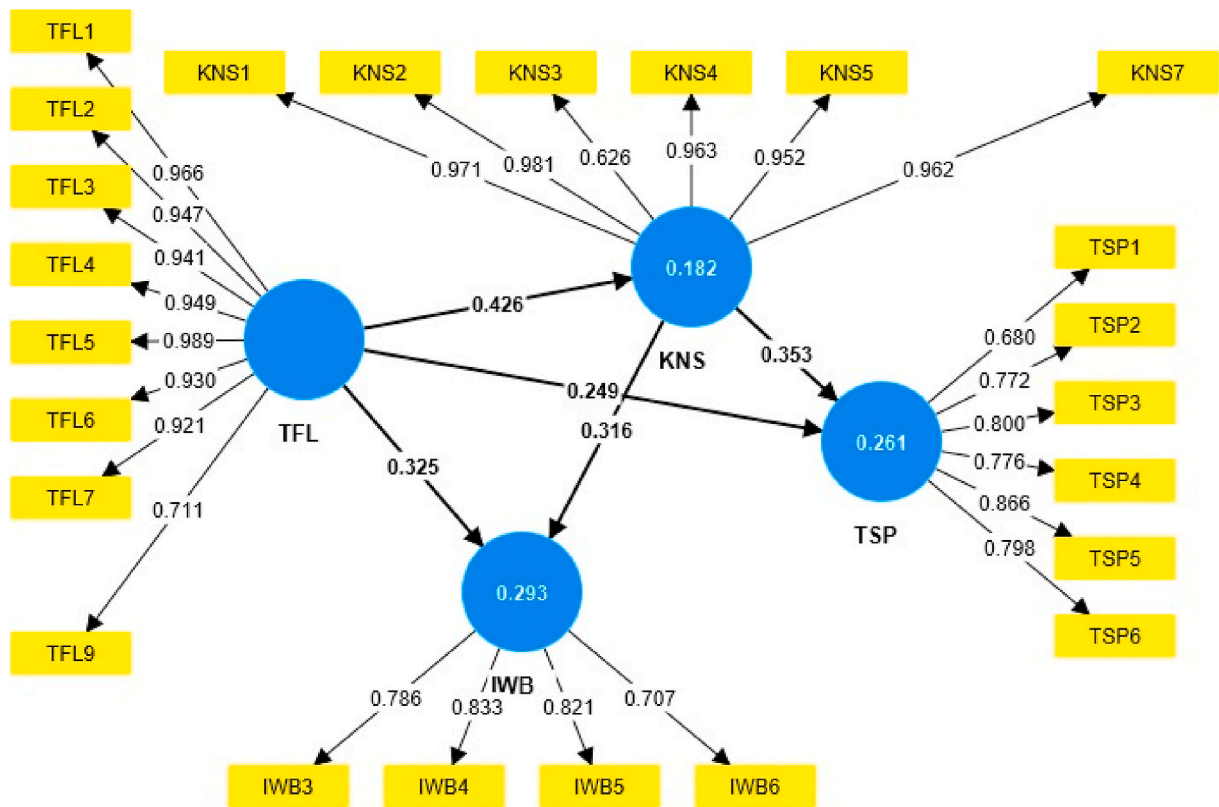 TFL1
KNS1 KNS2 KNS3 KNS4 KNS5 KNS7
TFL2
0.966 0.971 0.981 0.626 0.963 0.952 0.962
TFL3
0.947
TFL4
0.941
0.182
TSP1
TFL5
0.949
0.426
KNS
0.680
TSP2
0.989
0.353
0.772
TFL6
0.930
0.249
TSP3
0.800
TFL7
0.921
TFL
0.316
0.261
0.776
TSP4
0.325
0.866
0.711
TSP
0.798
TSP5
0.293
TFL9
TSP6
IWB
0.786 0.833 0.821 0.707
IWB3 IWB4 IWB5 IWB6